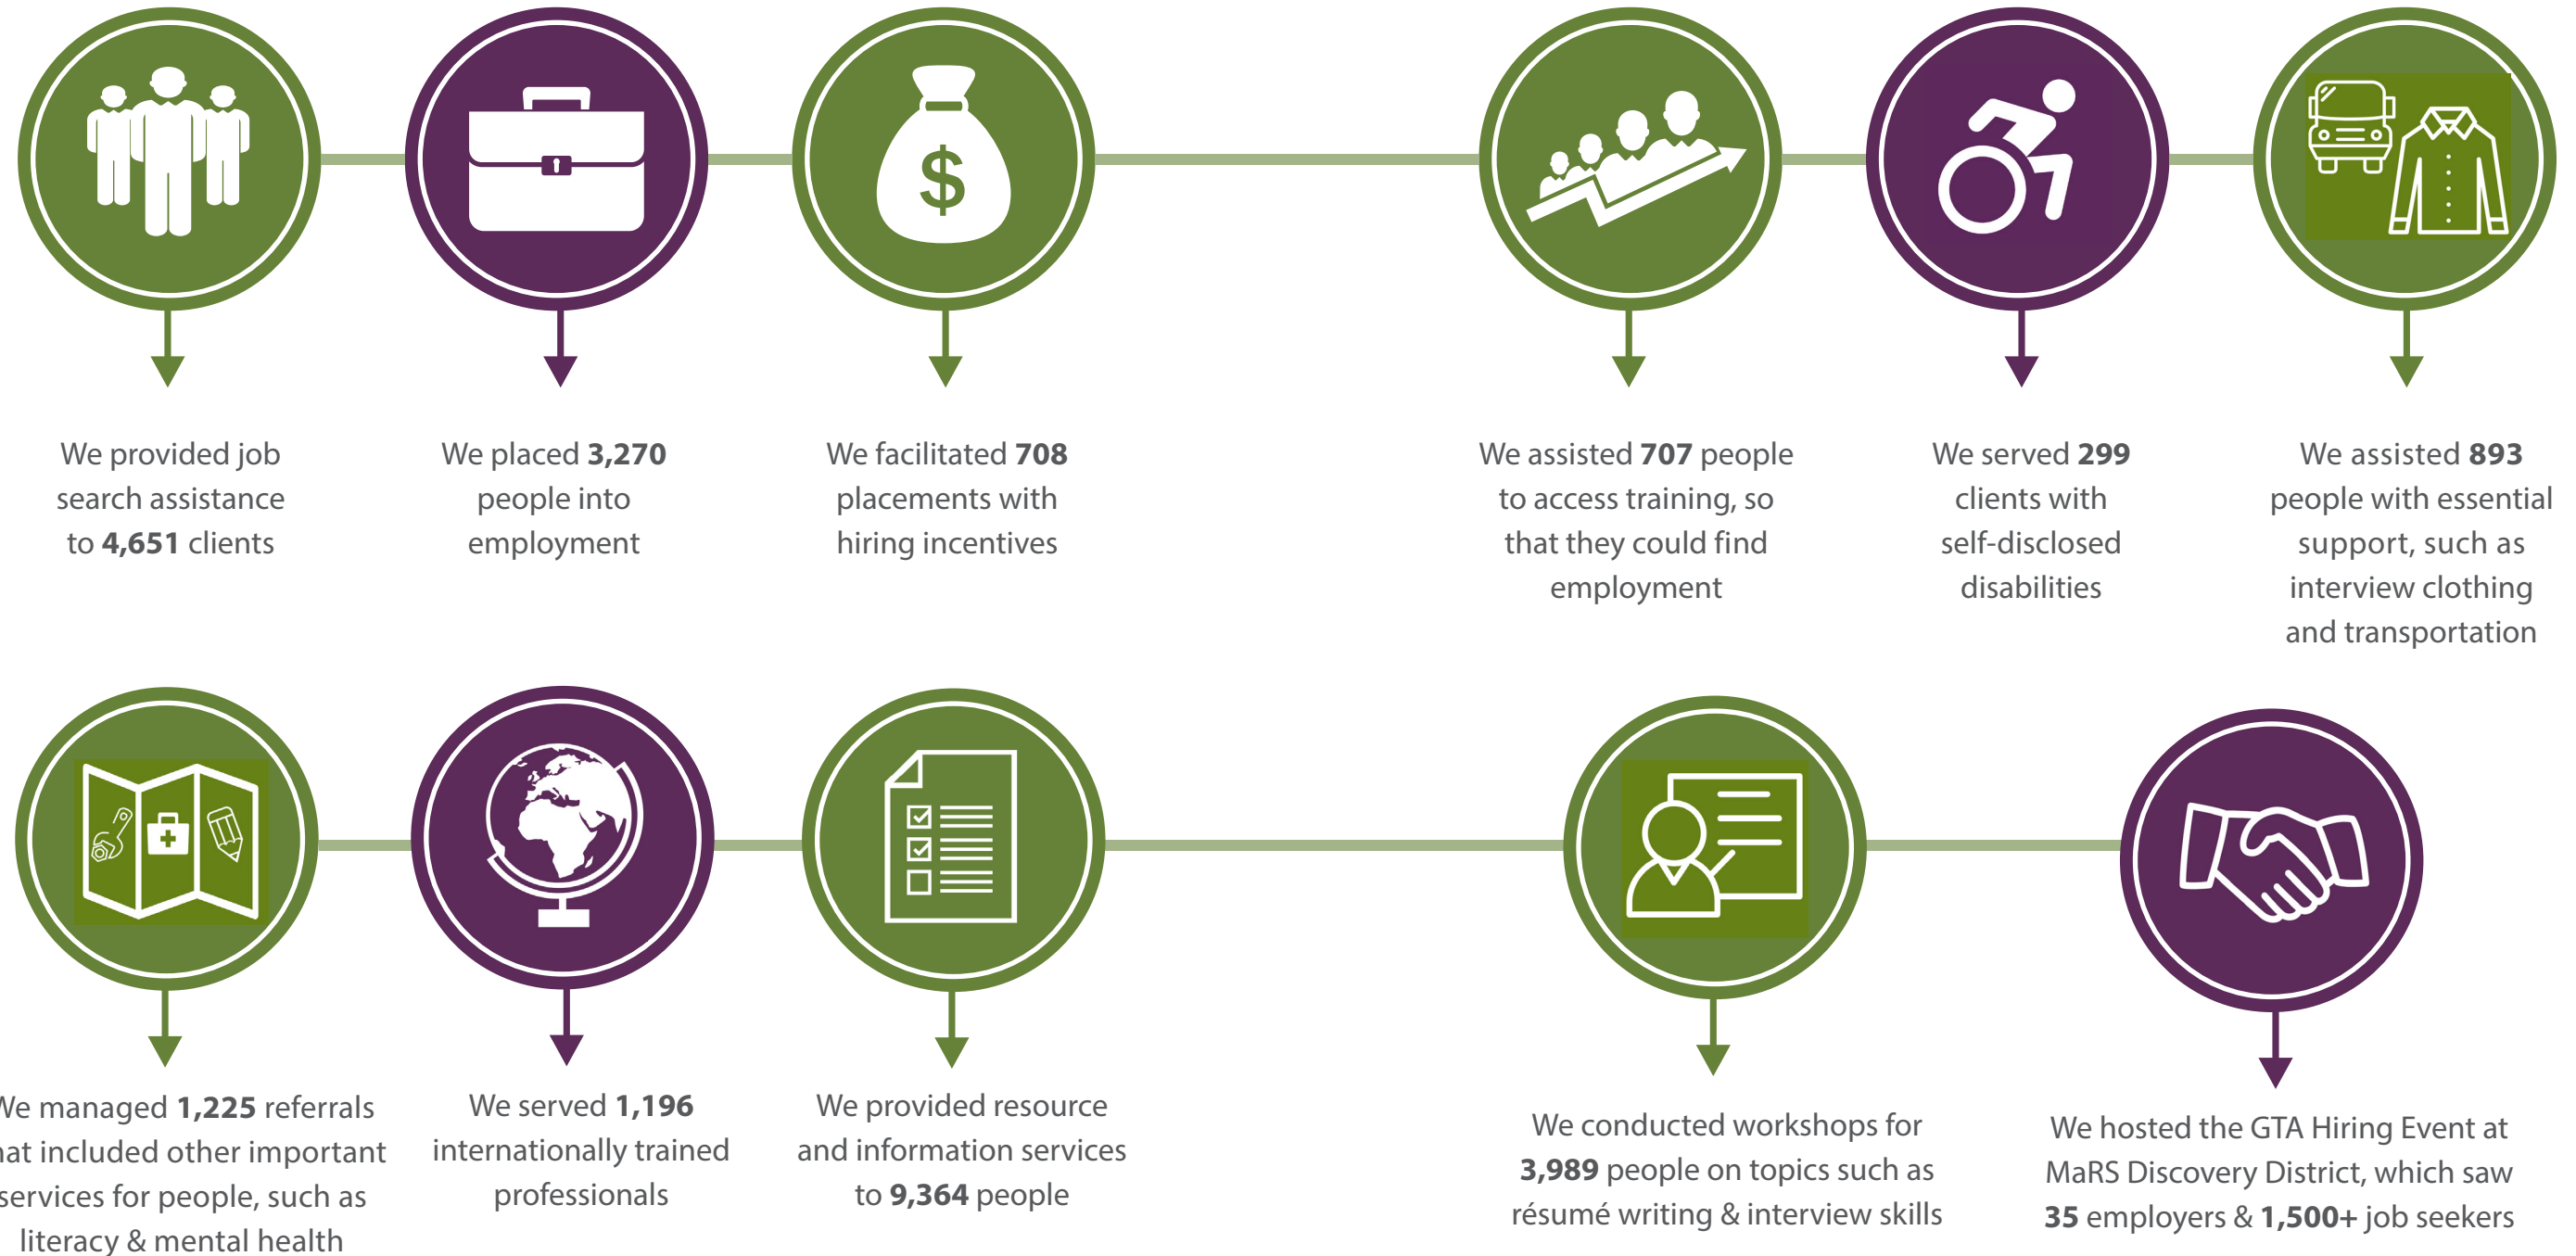 We provided job
search assistance
to 4,651 clients
We placed 3,270
people into
employment
We facilitated 708
placements with
hiring incentives
We assisted 707 people
to access training, so
that they could find
employment
We served 299
clients with
self-disclosed
disabilities
We assisted 893
people with essential
support, such as
interview clothing
and transportation
We managed 1,225 referrals
that included other important
services for people, such as
literacy & mental health
We served 1,196
internationally trained
professionals
We provided resource
and information services
to 9,364 people
We conducted workshops for
3,989 people on topics such as
résumé writing & interview skills
We hosted the GTA Hiring Event at
MaRS Discovery District, which saw
35 employers & 1,500+ job seekers